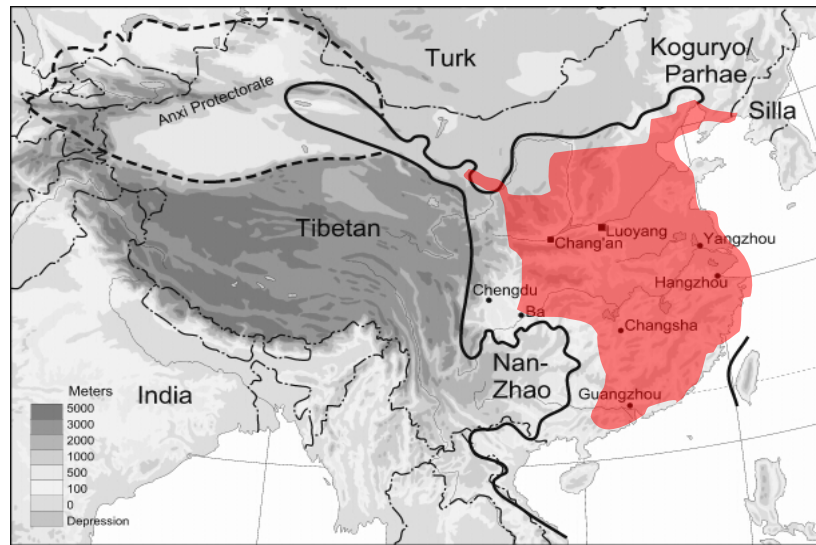 Turk
Koguryo/
Parhae
Silla
Anxi Protectorate
Tibetan
Luoyang
Chang'an
Yangzhou
Hangzhou
Chengdu
Ba
Changsha
Nan-
Zhao
Guangzhou
India
Meters
5000
3000
2000
1000
500
100
0
Depression